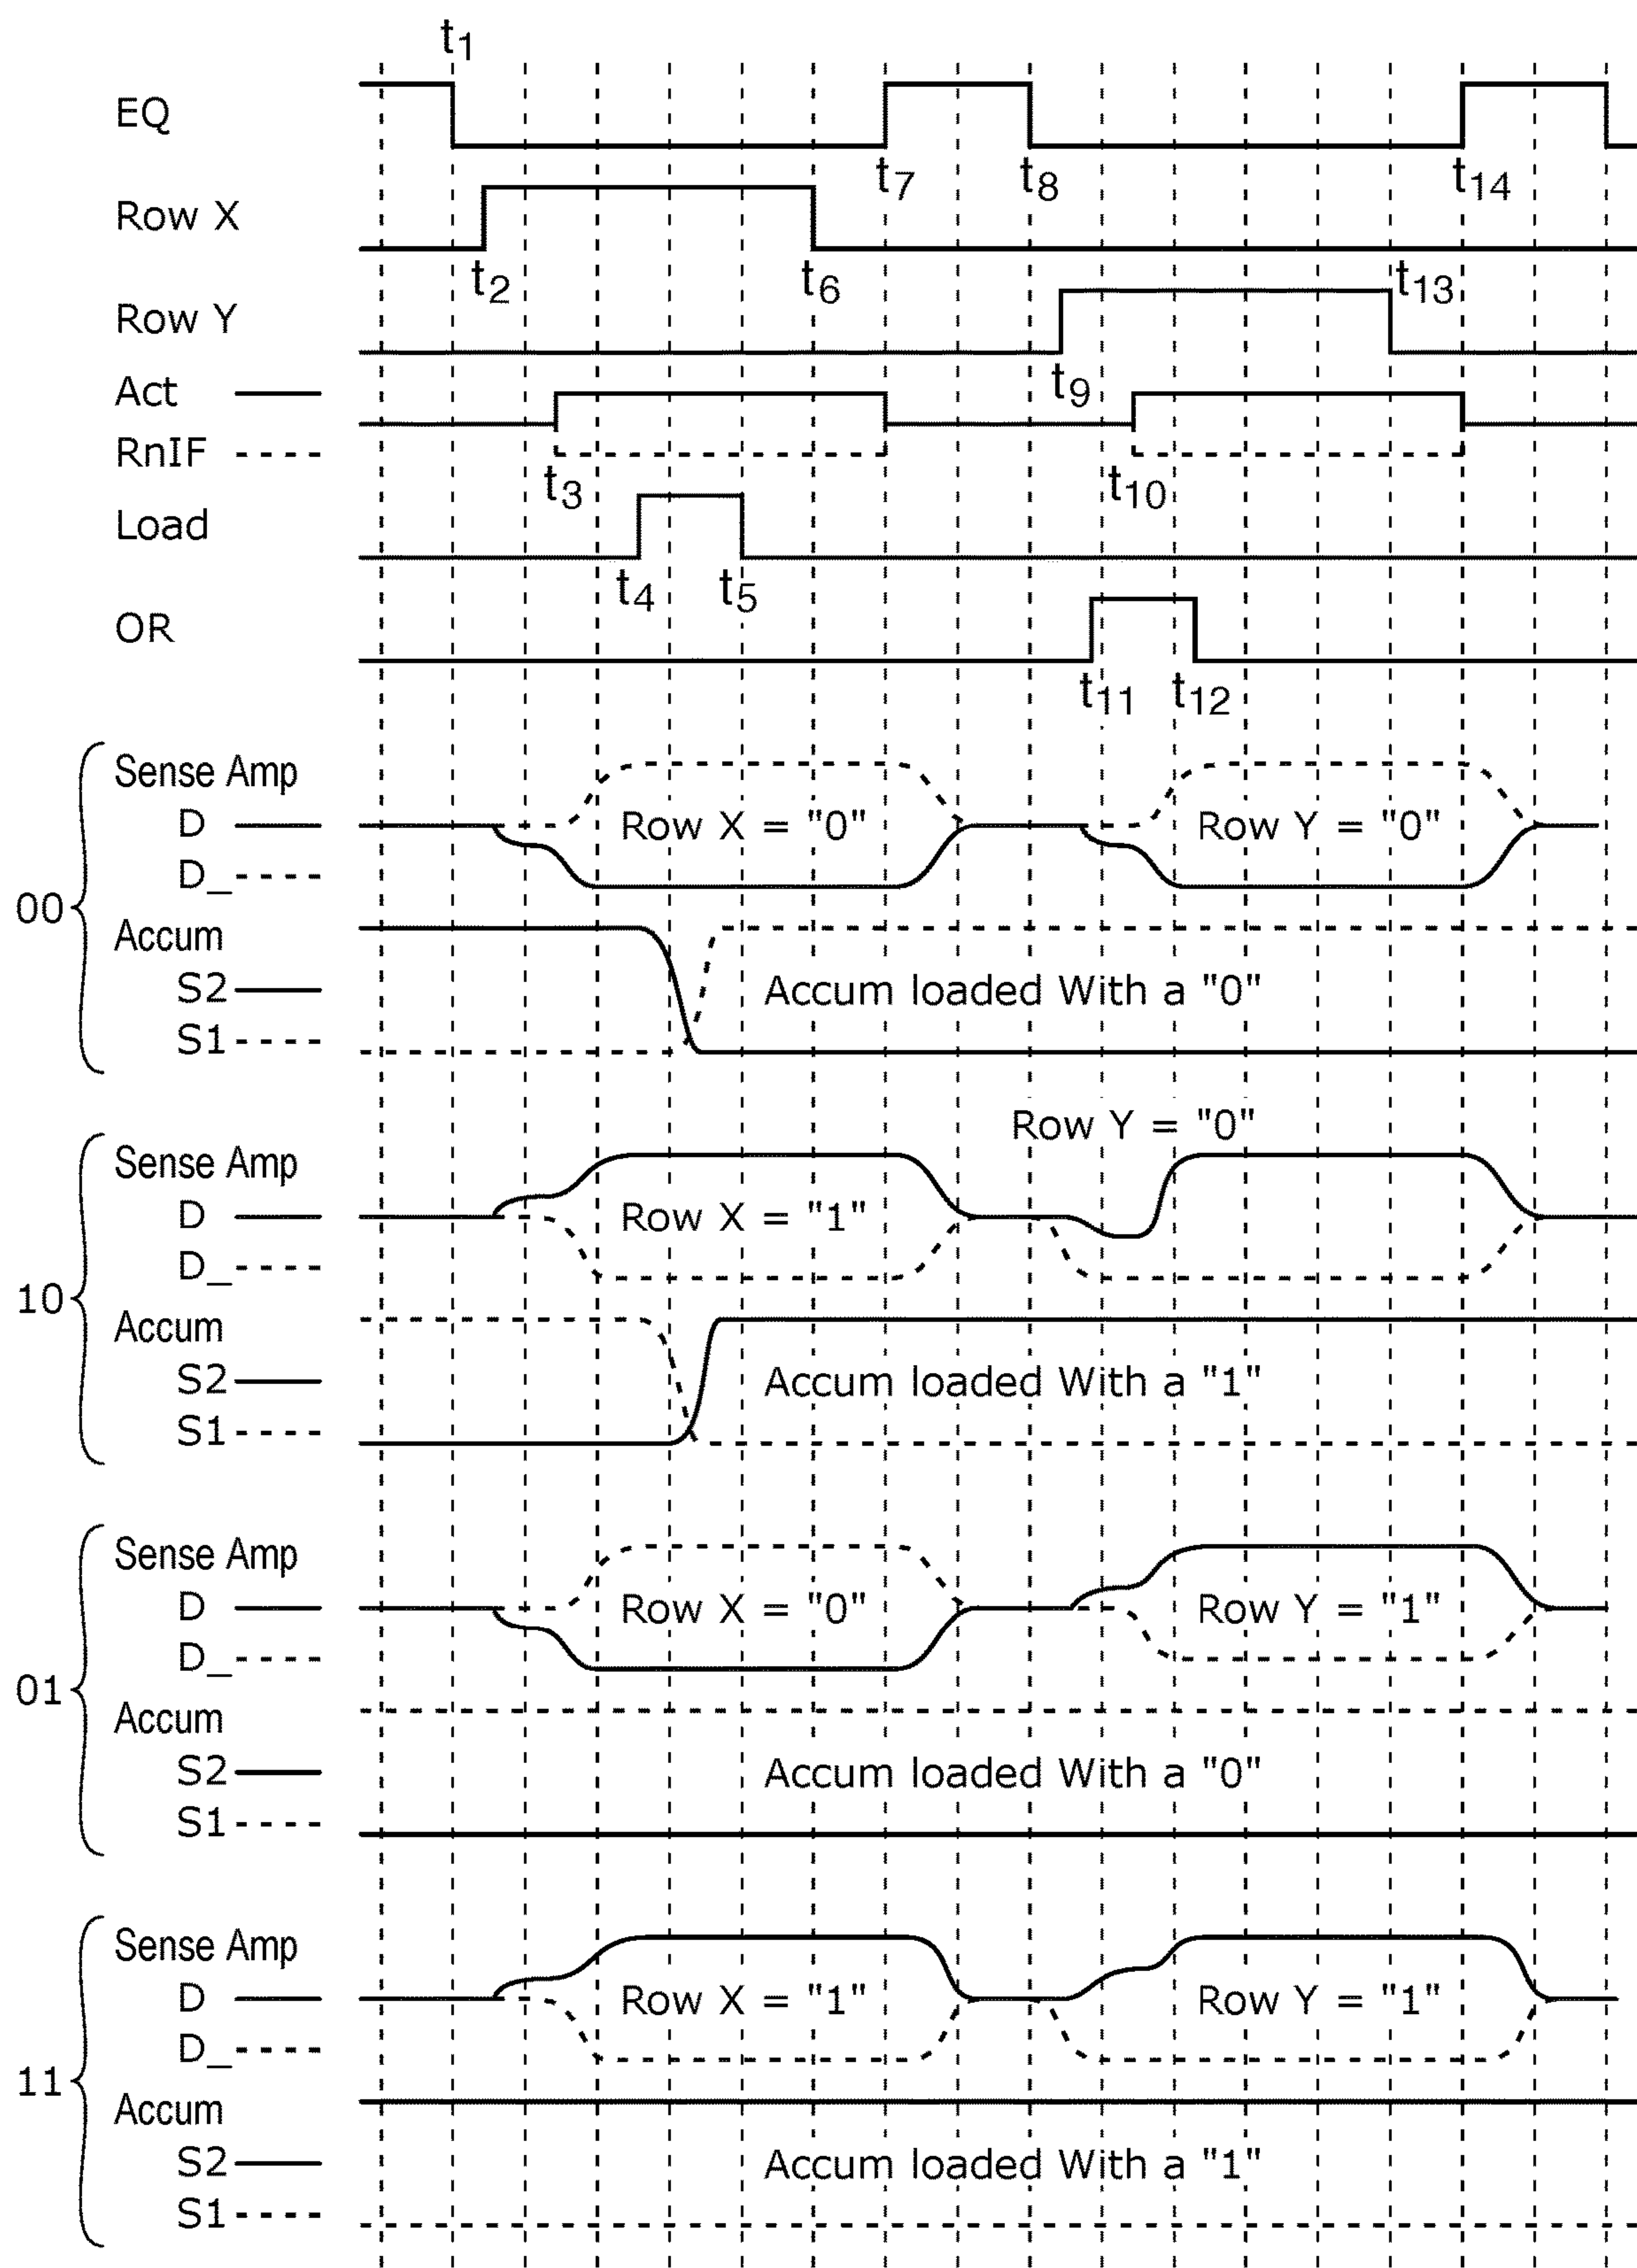 t1
EQ
t7 t8 t14
Row X
t2 t6 t13
Row Y
t9
Act
RnIF
t3 t10
Load
t4 t5
OR
t11 t12
00
Sense Amp
D Row X = "0" Row Y = "0"
D_
Accum
S2 Accum loaded With a "0"
S1
Row Y = "0"
10
Sense Amp
D Row X = "1"
D_
Accum
S2 Accum loaded With a "1"
S1
01
Sense Amp
D Row X = "0" Row Y = "1"
D_
Accum
S2 Accum loaded With a "0"
S1
11
Sense Amp
D Row X = "1" Row Y = "1"
D_
Accum
S2 Accum loaded With a "1"
S1